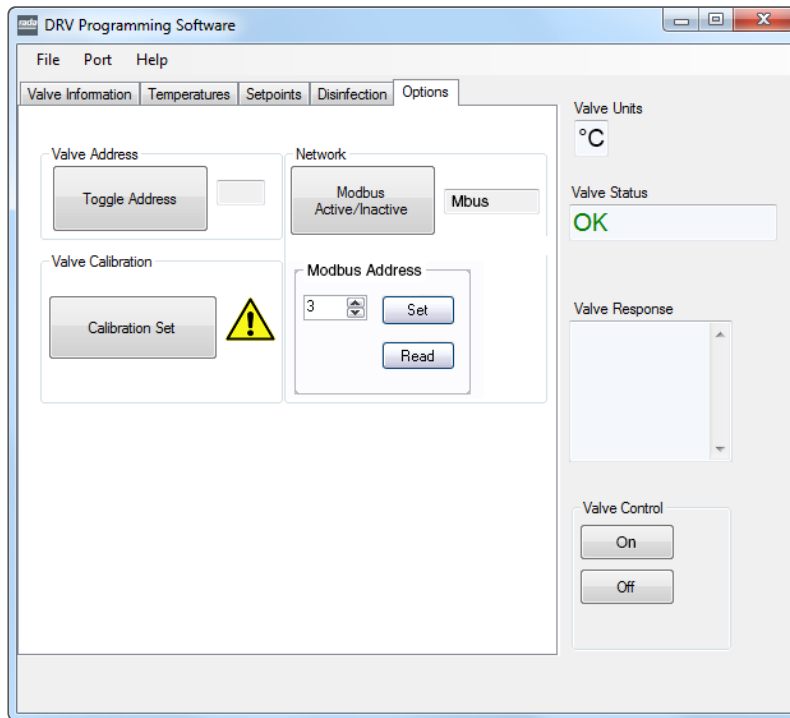 rada DRV Programming Software
File Port Help
Valve Information Temperatures Setpoints Disinfection Options
Valve Address
Toggle Address
Network
Modbus
Active/Inactive
Mbus
Valve Calibration
Calibration Set
Modbus Address
3
Set
Read
Valve Units
°C
Valve Status
OK
Valve Response
Valve Control
On
Off